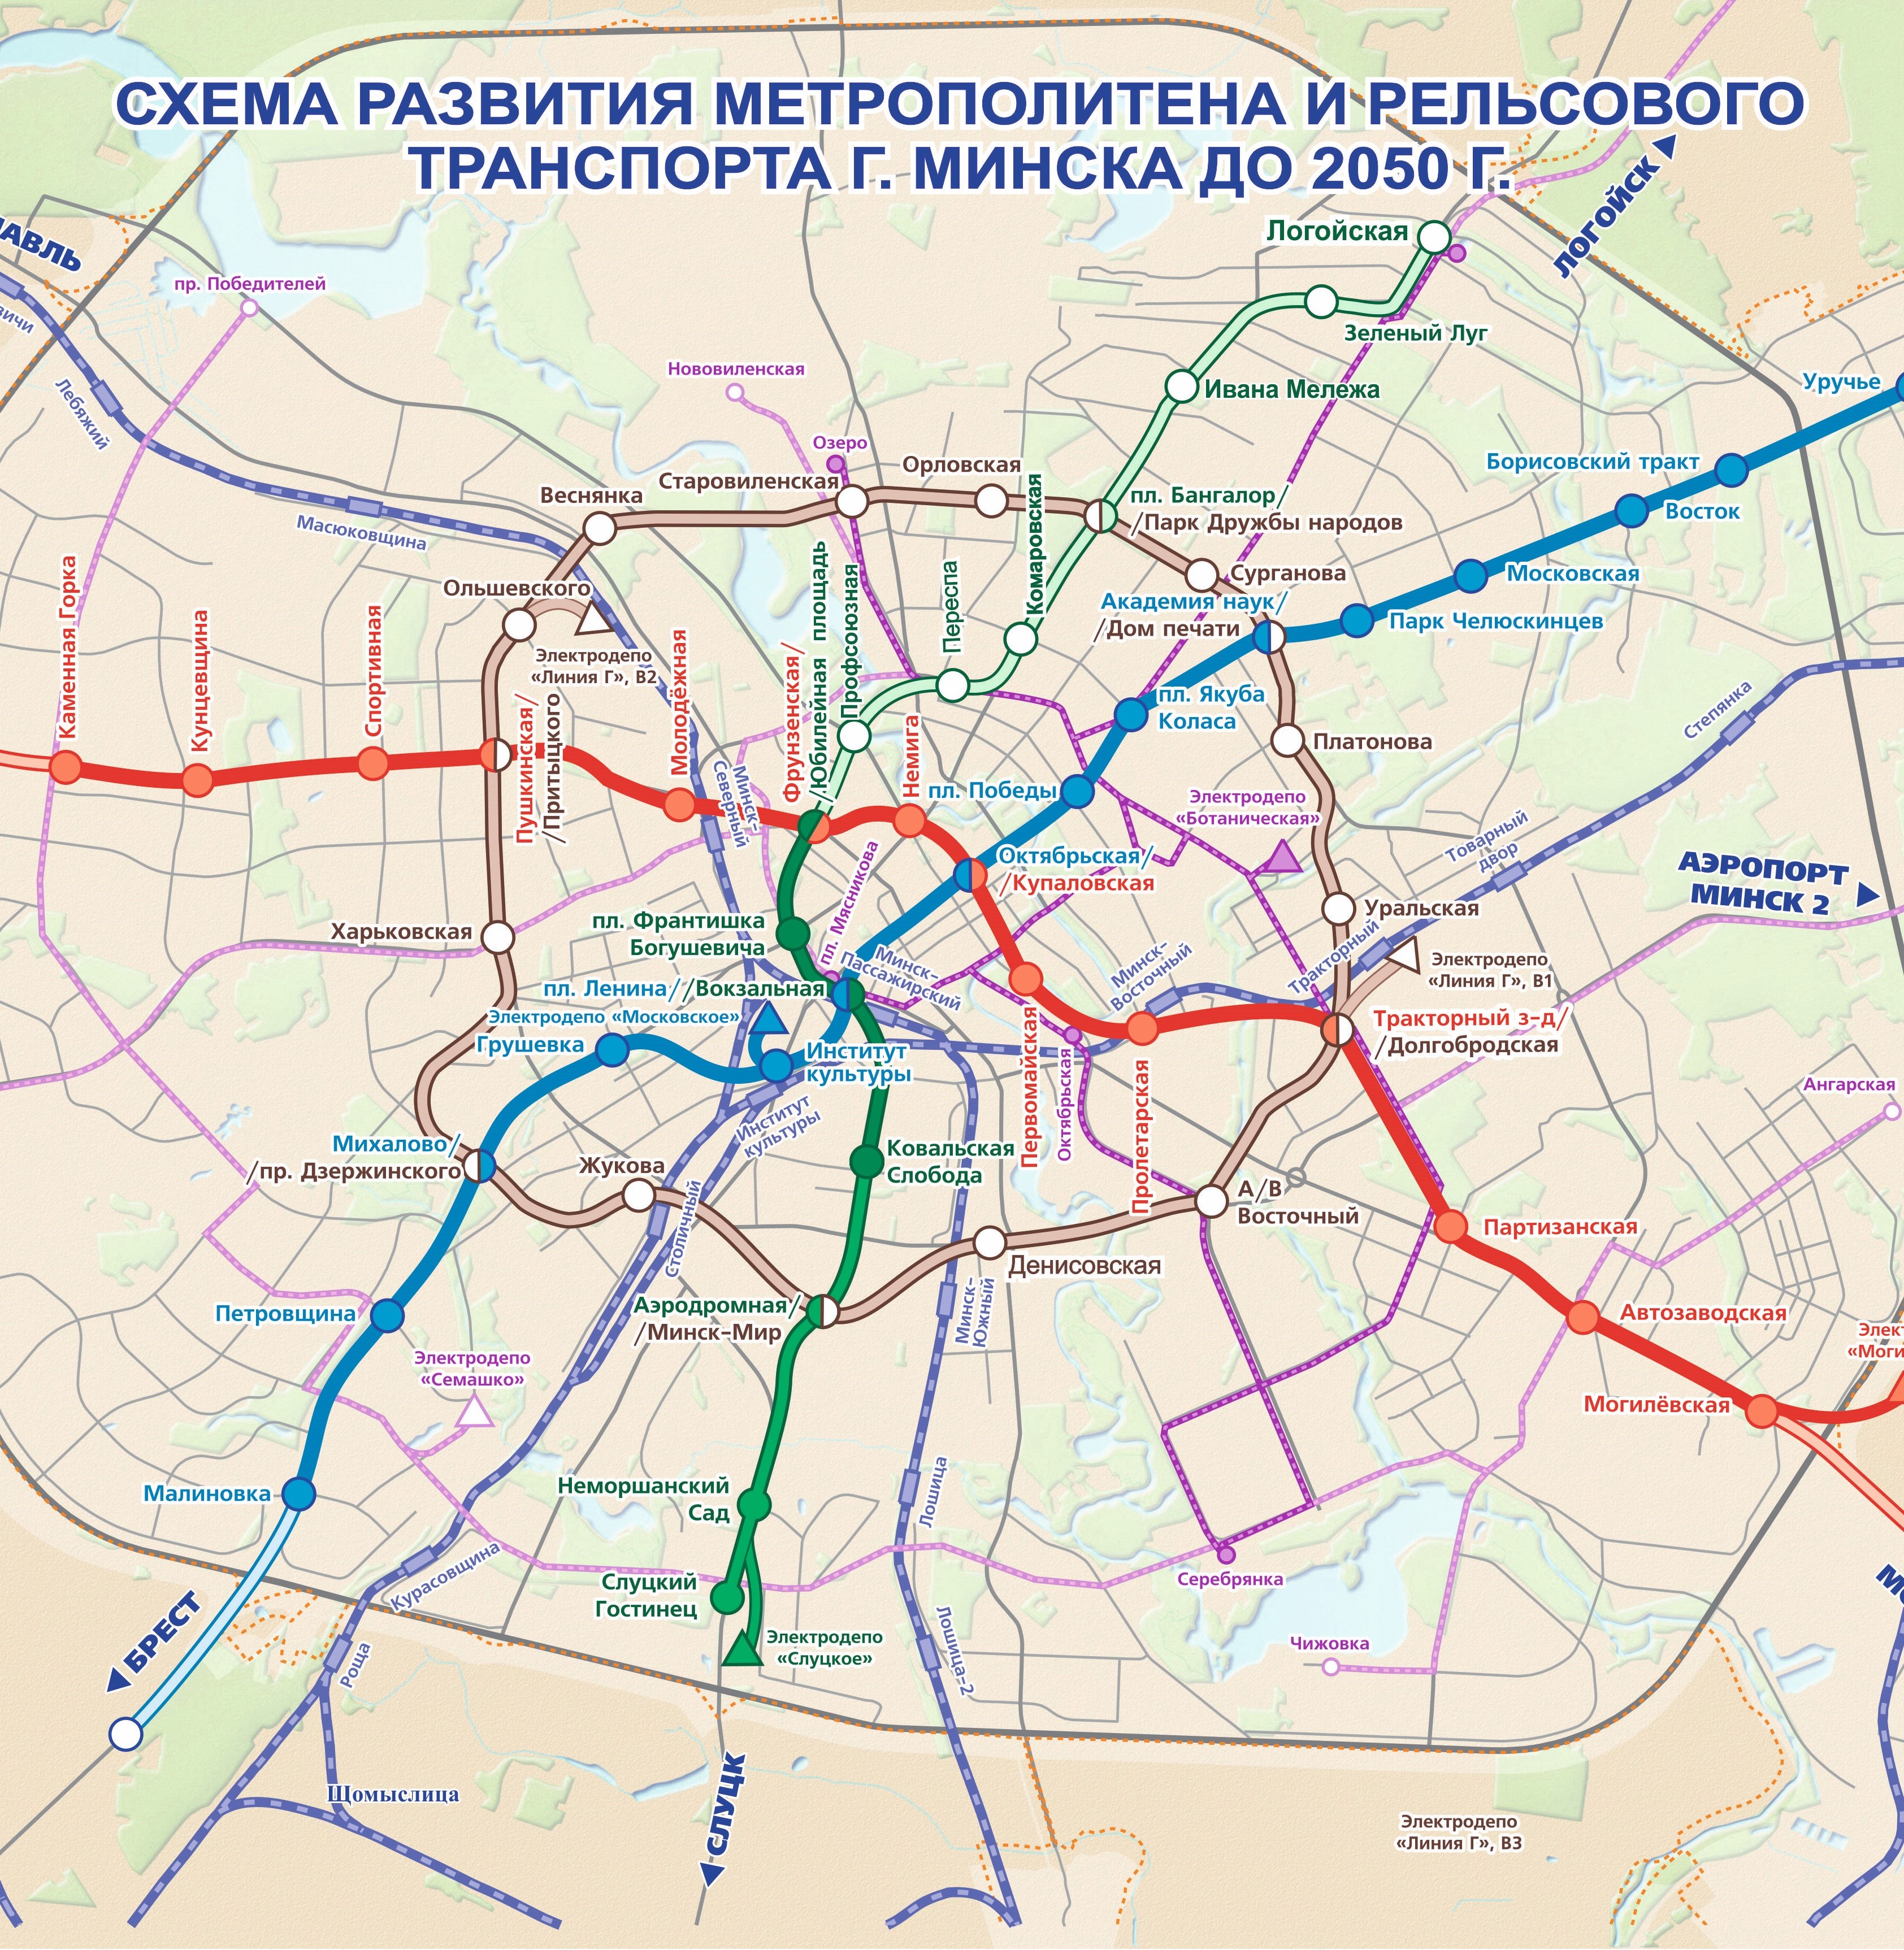 СХЕМА РАЗВИТИЯ МЕТРОПОЛИТЕНА И РЕЛЬСОВОГО
ТРАНСПОРТА Г. МИНСКА ДО 2050 Г.
ЛОГОЙСК
Логойская
пр. Победителей
Зеленый Луг
Лебяжий
Нововиленская
Ивана Мележа
Уручье
Озеро
Орловская
Старовиленская
Веснянка
Борисовский тракт
Восток
Масюковщина
пл. Бангалор/
/Парк Дружбы народов
Комаровская
Переспа
Сурганова
Московская
Ольшевского
Академия наук/
/Дом печати
Парк Челюскинцев
Каменная Горка
Кунцевщина
Спортивная
Электродепо
«Линия Г», В2
Молодёжная
Фрунзенская/
/Юбилейная площадь
Профсоюзная
Немига
Пушкинская/
/Притыцкого
пл. Якуба
Коласа
Платонова
Степянка
Минск-
Северный
пл. Победы
Электродепо
«Ботаническая»
Товарный
двор
Октябрьская/
/Купаловская
АЭРОПОРТ
МИНСК 2
Харьковская
пл. Франтишка
Богушевича
пл. Мясникова
Уральская
Минск-
Пассажирский
Минск-
Восточный
Тракторный
Электродепо
«Линия Г», В1
пл. Ленина/
/Вокзальная
Электродепо «Московское»
Грушевка
Институт
культуры
Тракторный з-д/
/Долгобродская
Первомайская
Октябрьская
Пролетарская
Ангарская
Институт
культуры
Михалово/
/пр. Дзержинского
Жукова
Ковальская
Слобода
А/В
Восточный
Партизанская
Столичный
Денисовская
Аэродромная/
/Минск-Мир
Минск-
Южный
Петровщина
Автозаводская
Электродепо
«Семашко»
Могилёвская
Малиновка
Неморшанский
Сад
Лошица
Курасовщина
Слуцкий
Гостинец
Серебрянка
БРЕСТ
Роща
Электродепо
«Слуцкое»
Лошица-2
Чижовка
СЛУЦК
Щомыслица
Электродепо
«Линия Г», В3